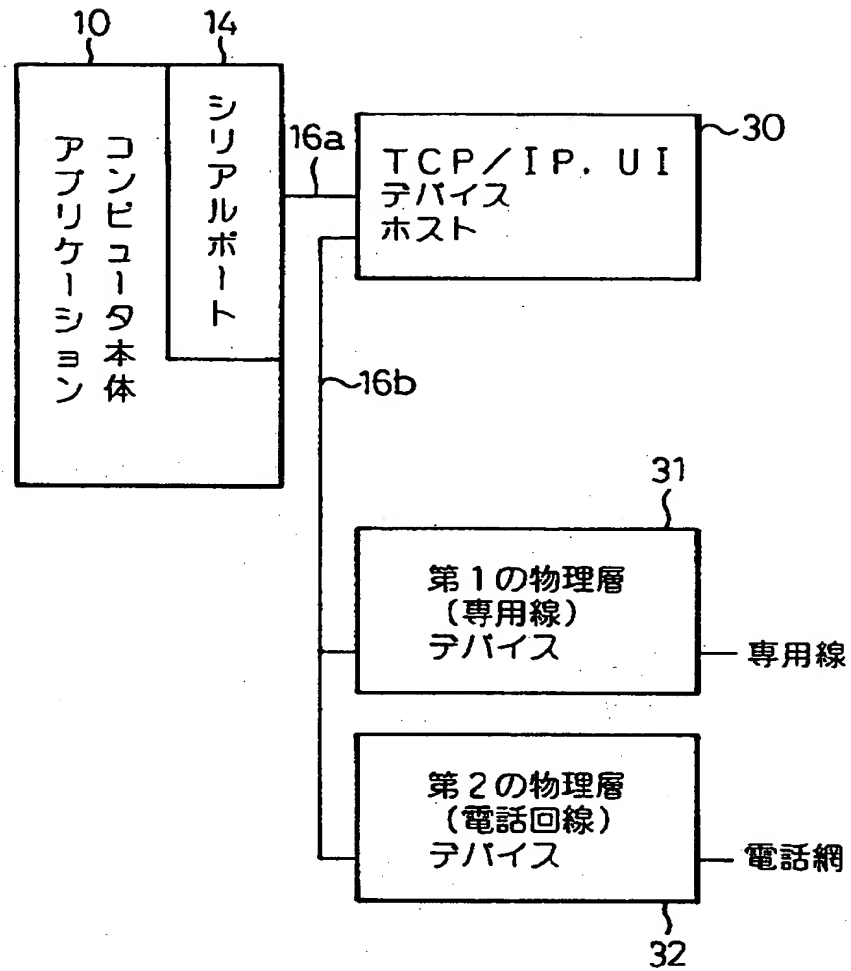 10
14
コンピュータ本体
アプリケーション
シリアルポート
16a
30
TCP/IP. UI
デバイス
ホスト
16b
31
第1の物理層
(専用線)
デバイス
専用線
第2の物理層
(電話回線)
デバイス
電話網
32